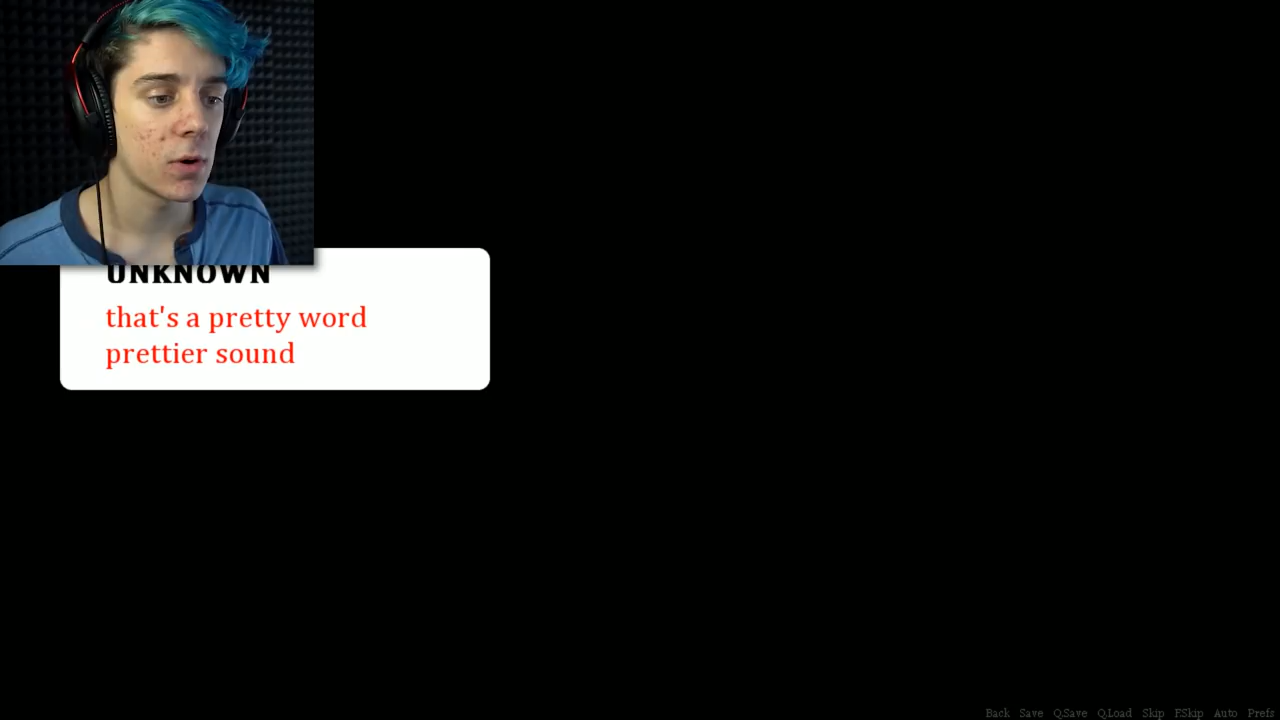 UNKNOWN
that's a pretty word
prettier sound
Back Save Q.Save Q.Load Skip F.Skip Auto Prefs